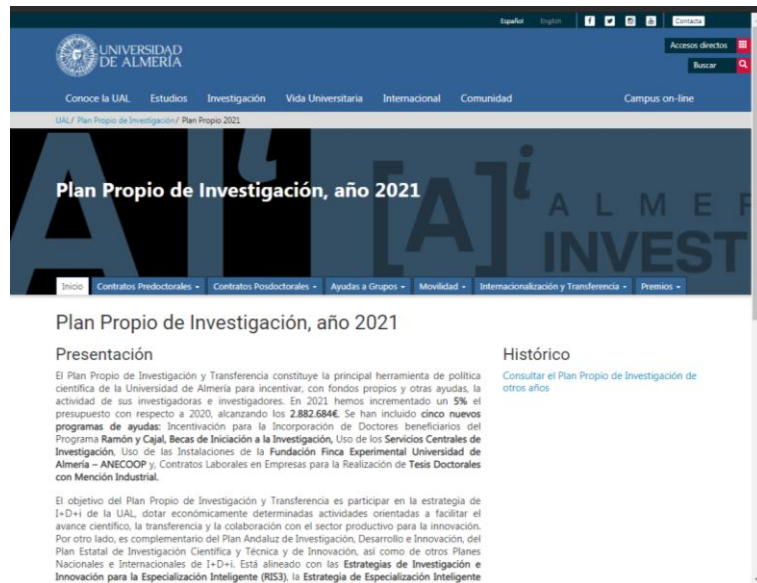 Español English Contacta
UNIVERSIDAD
DE ALMERÍA
Accesos directos
Buscar
Conoce la UAL Estudios Investigación Vida Universitaria Internacional Comunidad Campus on-line
UAL/ Plan Propio de Investigación/ Plan Propio 2021
Plan Propio de Investigación, año 2021
[A]i
ALMER
INVEST
Inicio Contratos Predoctorales Contratos Posdoctorales Ayudas a Grupos Movilidad Internacionalización y Transferencia Premios
Plan Propio de Investigación, año 2021
Presentación
El Plan Propio de Investigación y Transferencia constituye la principal herramienta de política
científica de la Universidad de Almería para incentivar, con fondos propios y otras ayudas, la
actividad de sus investigadoras e investigadores. En 2021 hemos incrementado un 5% el
presupuesto con respecto a 2020, alcanzando los 2.882.684€. Se han incluido cinco nuevos
programas de ayudas: Incentivación para la Incorporación de Doctores beneficiarios del
Programa Ramón y Cajal, Becas de Iniciación a la Investigación, Uso de los Servicios Centrales de
Investigación, Uso de las Instalaciones de la Fundación Finca Experimental Universidad de
Almería – ANECOOP y, Contratos Laborales en Empresas para la Realización de Tesis Doctorales
con Mención Industrial.
El objetivo del Plan Propio de Investigación y Transferencia es participar en la estrategia de
I+D+i de la UAL, dotar económicamente determinadas actividades orientadas a facilitar el
avance científico, la transferencia y la colaboración con el sector productivo para la innovación.
Por otro lado, es complementario del Plan Andaluz de Investigación, Desarrollo e Innovación, del
Plan Estatal de Investigación Científica y Técnica y de Innovación, así como de otros Planes
Nacionales e Internacionales de I+D+i. Está alineado con las Estrategias de Investigación e
Innovación para la Especialización Inteligente (RIS3), la Estrategia de Especialización Inteligente
Histórico
Consultar el Plan Propio de Investigación de
otros años